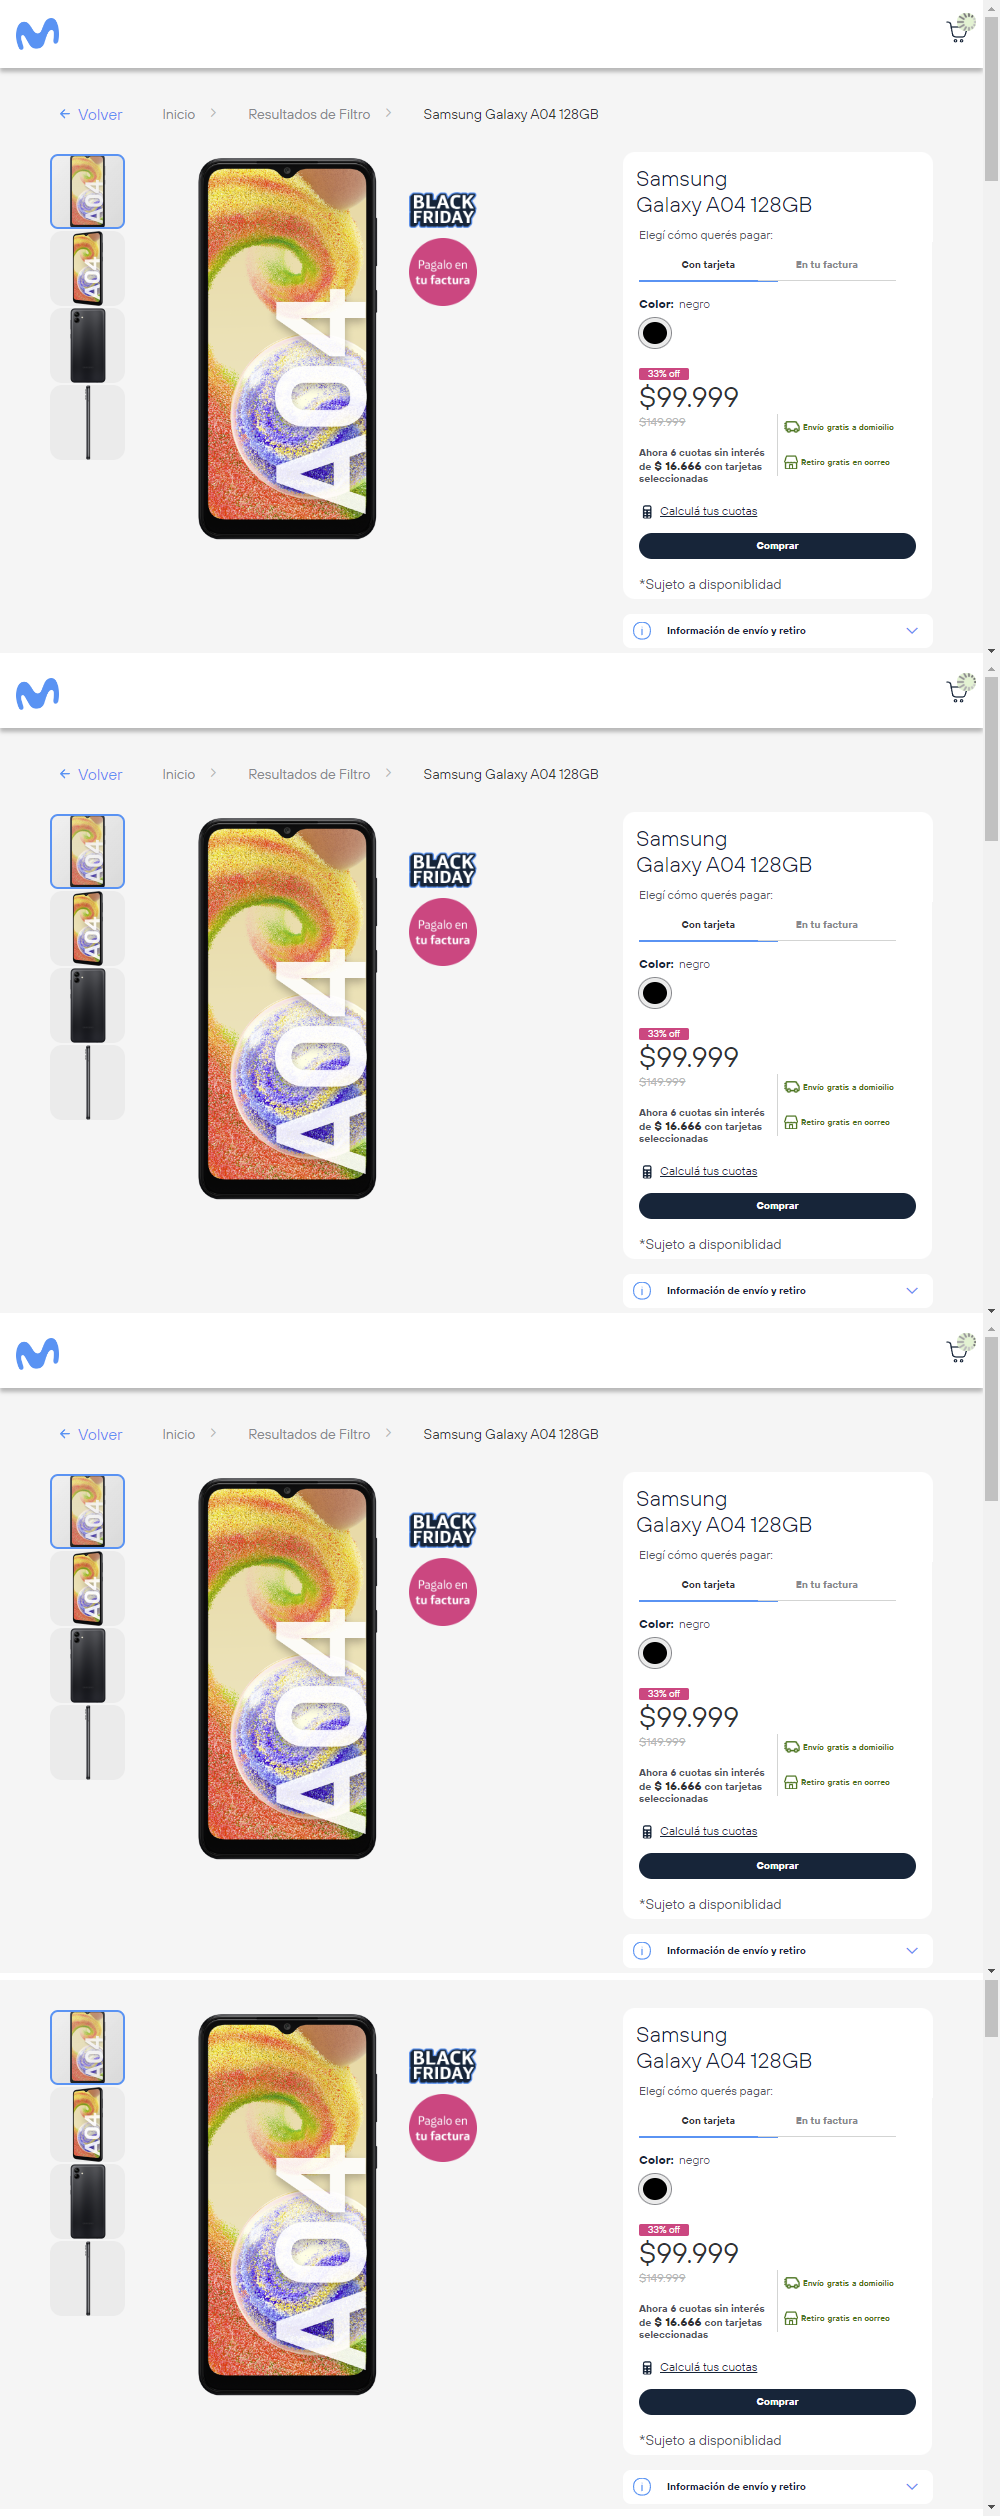 Volver Inicio Resultados de Filtro Samsung Galaxy A04 128GB
A04
A04
A04
BLACK
FRIDAY
Pagalo en
tu factura
Samsung
Galaxy A04 128GB
Elegí cómo querés pagar:
Con tarjeta En tu factura
Color: negro
33% off
$99.999
$149.999
Ahora 6 cuotas sin interés
de $ 16.666 con tarjetas
seleccionadas
Envío gratis a domicilio
Retiro gratis en correo
Calculá tus cuotas
Comprar
*Sujeto a disponiblidad
Información de envío y retiro
Volver Inicio Resultados de Filtro Samsung Galaxy A04 128GB
A04
A04
A04
BLACK
FRIDAY
Pagalo en
tu factura
Samsung
Galaxy A04 128GB
Elegí cómo querés pagar:
Con tarjeta En tu factura
Color: negro
33% off
$99.999
$149.999
Ahora 6 cuotas sin interés
de $ 16.666 con tarjetas
seleccionadas
Envío gratis a domicilio
Retiro gratis en correo
Calculá tus cuotas
Comprar
*Sujeto a disponiblidad
Información de envío y retiro
Volver Inicio Resultados de Filtro Samsung Galaxy A04 128GB
A04
A04
A04
BLACK
FRIDAY
Pagalo en
tu factura
Samsung
Galaxy A04 128GB
Elegí cómo querés pagar:
Con tarjeta En tu factura
Color: negro
33% off
$99.999
$149.999
Ahora 6 cuotas sin interés
de $ 16.666 con tarjetas
seleccionadas
Envío gratis a domicilio
Retiro gratis en correo
Calculá tus cuotas
Comprar
*Sujeto a disponiblidad
Información de envío y retiro
A04
A04
A04
BLACK
FRIDAY
Pagalo en
tu factura
Samsung
Galaxy A04 128GB
Elegí cómo querés pagar:
Con tarjeta En tu factura
Color: negro
33% off
$99.999
$149.999
Ahora 6 cuotas sin interés
de $ 16.666 con tarjetas
seleccionadas
Envío gratis a domicilio
Retiro gratis en correo
Calculá tus cuotas
Comprar
*Sujeto a disponiblidad
Información de envío y retiro